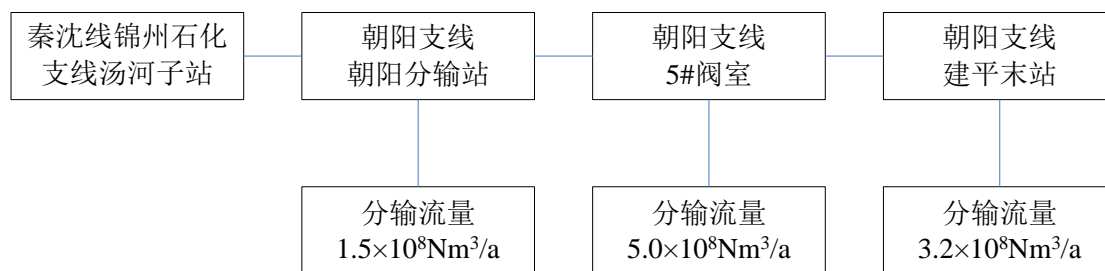 秦沈线锦州石化
支线汤河子站
朝阳支线
朝阳分输站
朝阳支线
5#阀室
朝阳支线
建平末站
分输流量
1.5×10⁸Nm³/a
分输流量
5.0×10⁸Nm³/a
分输流量
3.2×10⁸Nm³/a